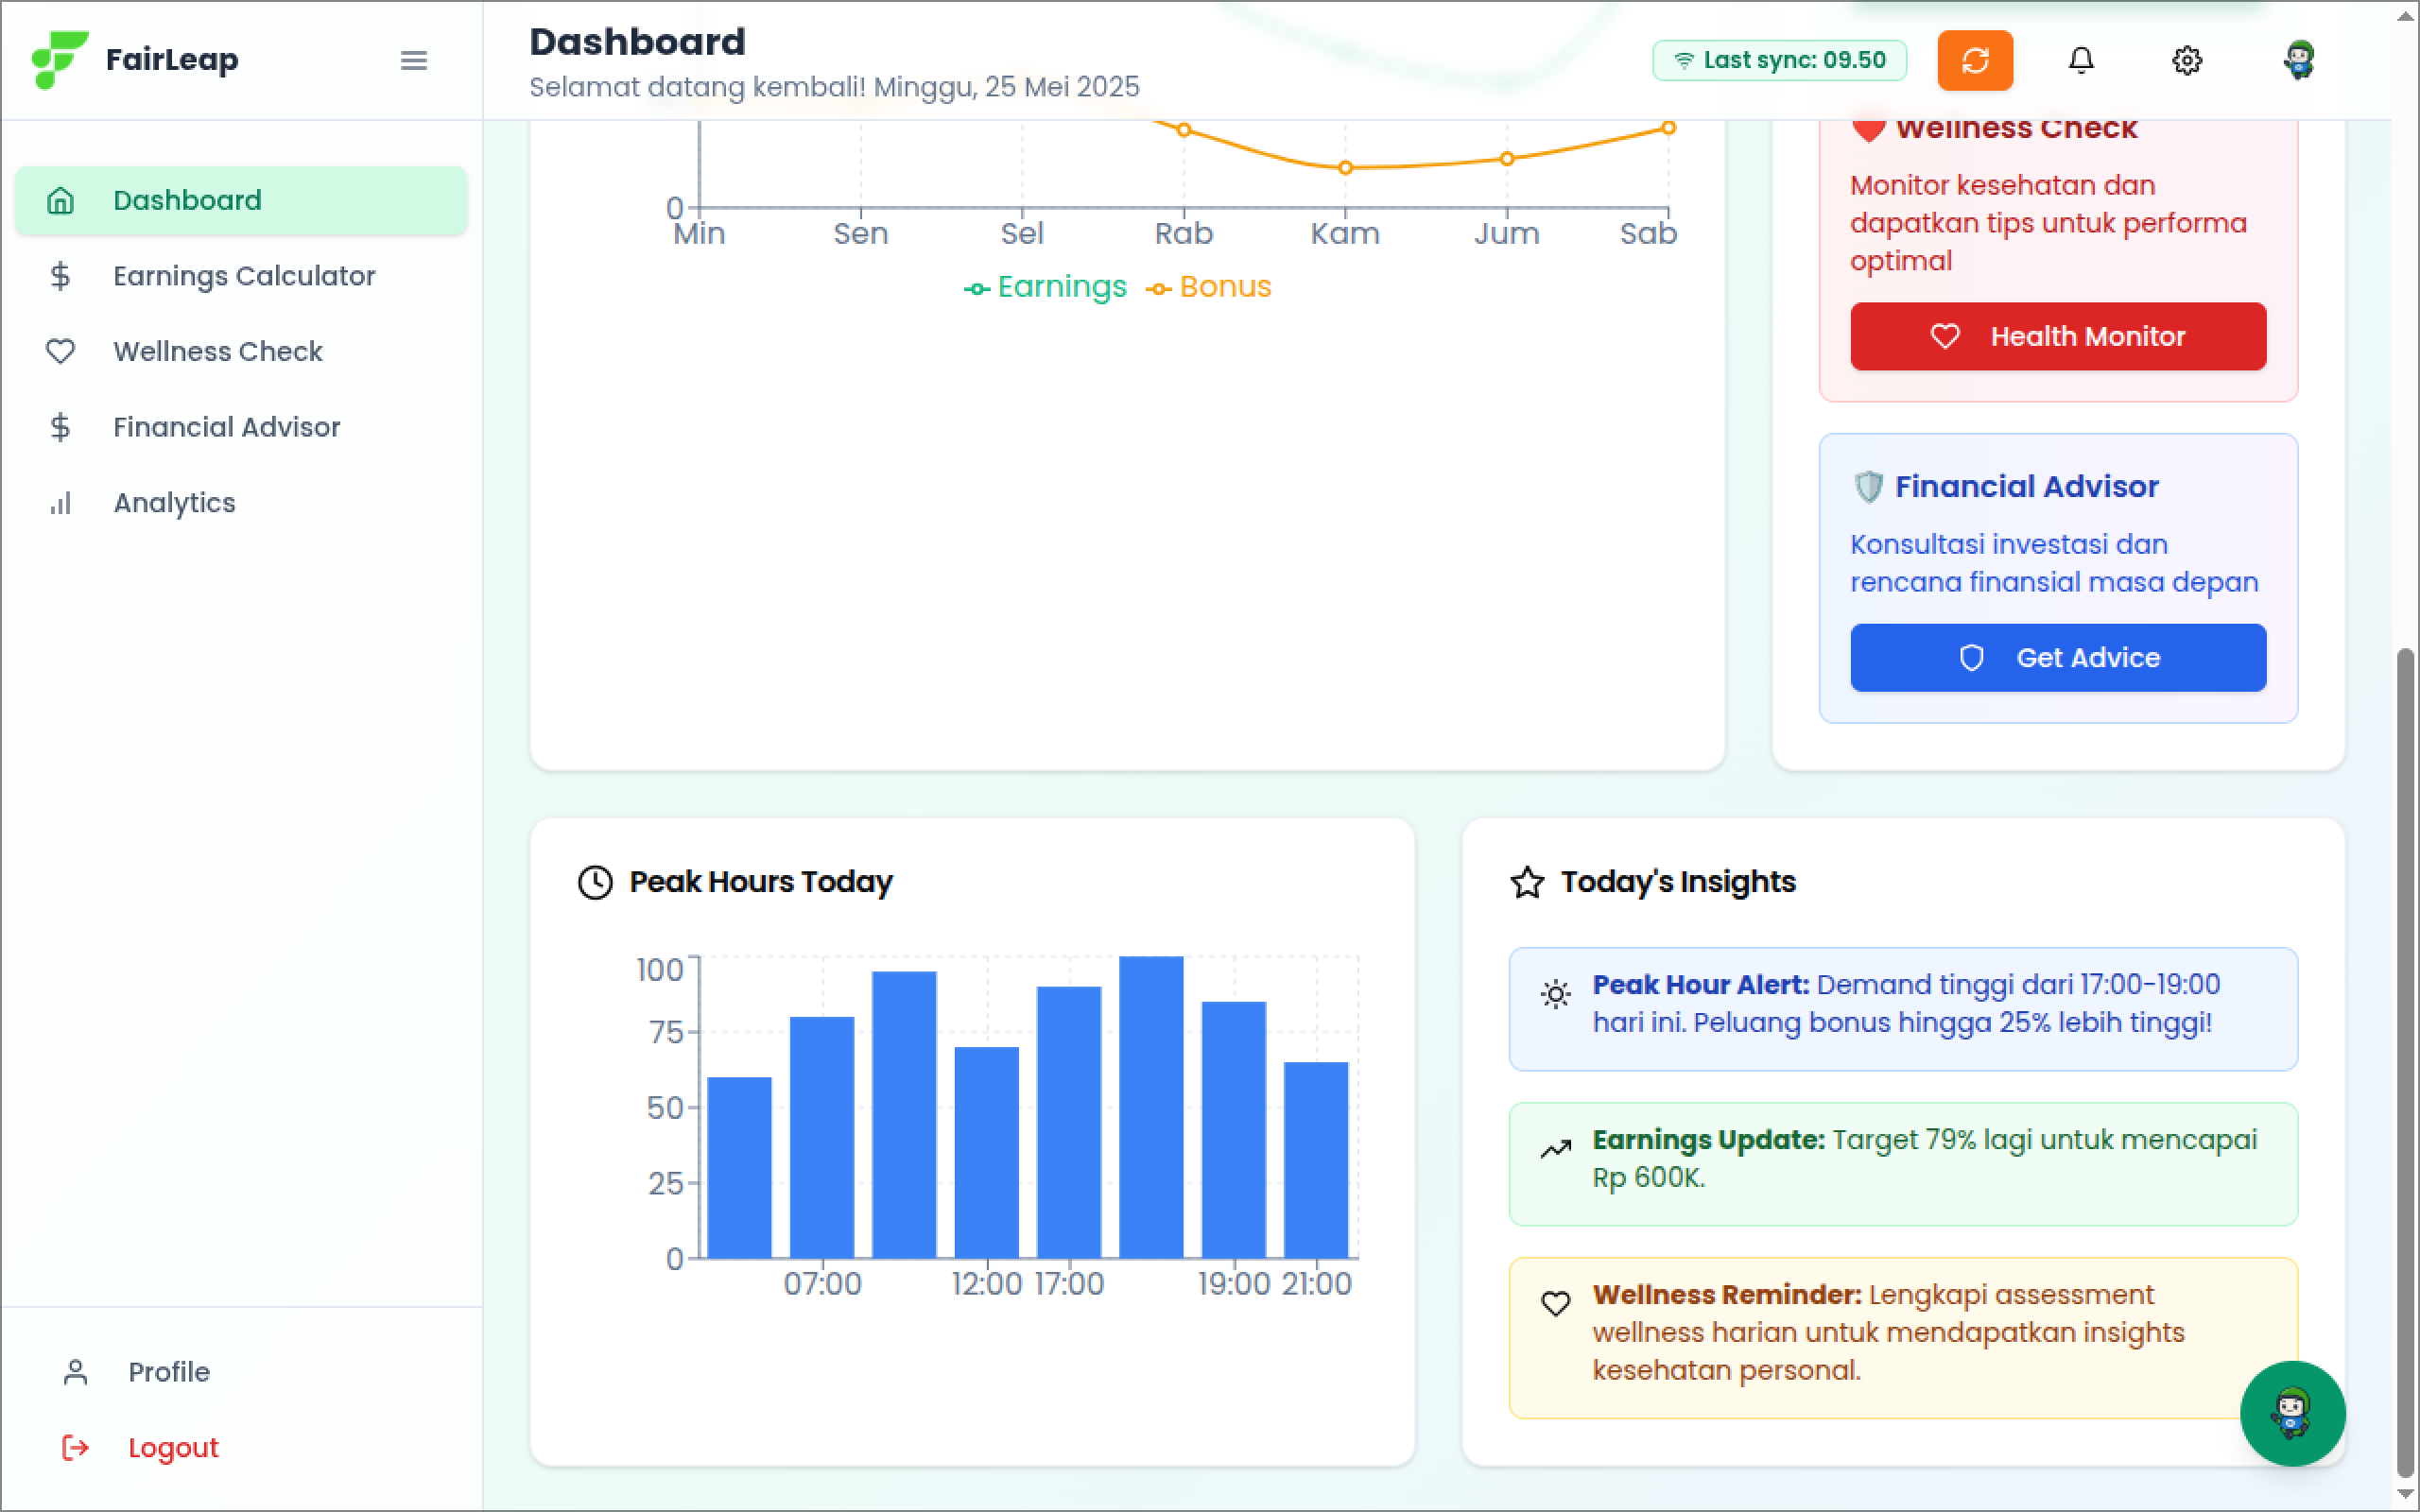 FairLeap
Dashboard
Selamat datang kembali! Minggu, 25 Mei 2025
Last sync: 09.50
Dashboard
Earnings Calculator
Wellness Check
Financial Advisor
Analytics
Profile
Logout
0
Min Sen Sel Rab Kam Jum Sab
Earnings Bonus
Wellness Check
Monitor kesehatan dan
dapatkan tips untuk performa
optimal
Health Monitor
Financial Advisor
Konsultasi investasi dan
rencana finansial masa depan
Get Advice
Peak Hours Today
100
75
50
25
0
07:00 12:00 17:00 19:00 21:00
Today's Insights
Peak Hour Alert: Demand tinggi dari 17:00-19:00
hari ini. Peluang bonus hingga 25% lebih tinggi!
Earnings Update: Target 79% lagi untuk mencapai
Rp 600K.
Wellness Reminder: Lengkapi assessment
wellness harian untuk mendapatkan insights
kesehatan personal.